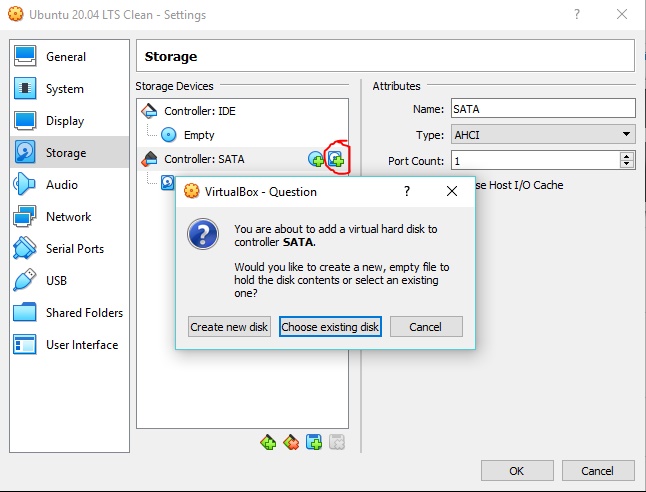 Ubuntu 20.04 LTS Clean - Settings
?
General
System
Display
Storage
Audio
Network
Serial Ports
USB
Shared Folders
User Interface
Storage
Storage Devices
Controller: IDE
Empty
Controller: SATA
Attributes
Name: SATA
Type: AHCI
Port Count: 1
Host I/O Cache
VirtualBox - Question
?
You are about to add a virtual hard disk to
controller SATA.
Would you like to create a new, empty file to
hold the disk contents or select an existing
one?
Create new disk
Choose existing disk
Cancel
OK
Cancel